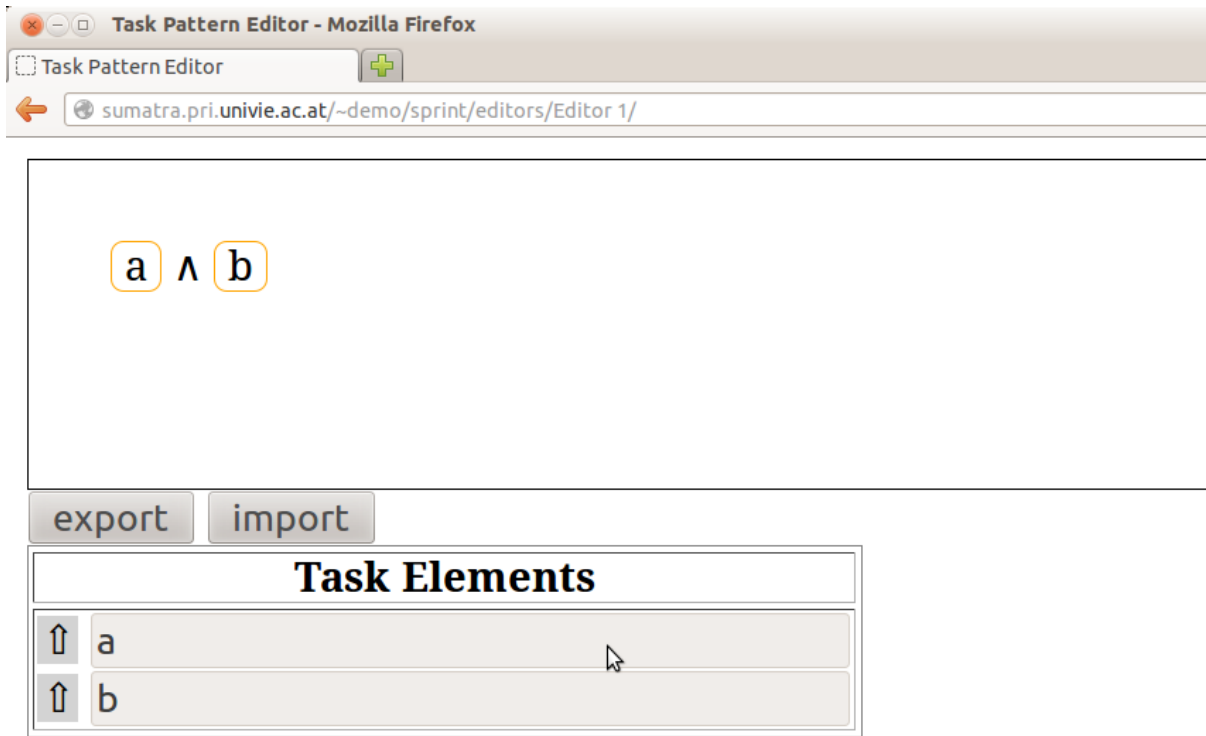 Task Pattern Editor - Mozilla Firefox
Task Pattern Editor
sumatra.pri.univie.ac.at/~demo/sprint/editors/Editor 1/
a ∧ b
export import
Task Elements
⇧ a
⇧ b